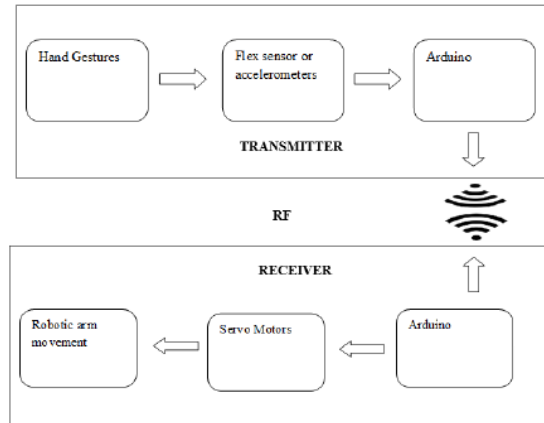 Hand Gestures
Flex sensor or
accelerometers
Arduino
TRANSMITTER
RF
RECEIVER
Robotic arm
movement
Servo Motors
Arduino